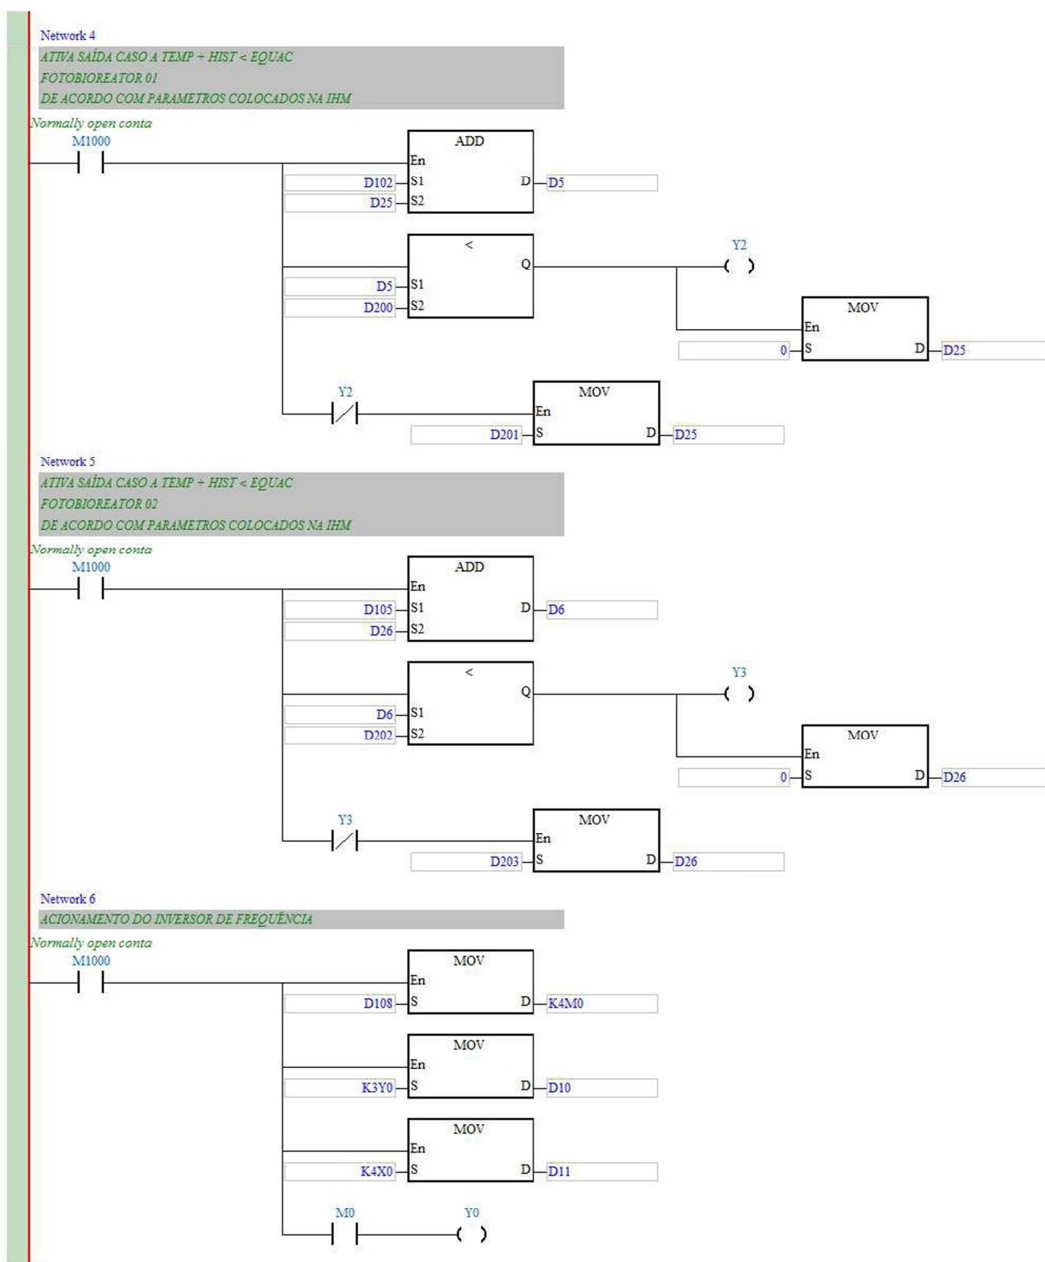 Network 4
ATIVA SAÍDA CASO A TEMP + HIST < EQUAC
FOTOBIOREATOR 01
DE ACORDO COM PARAMETROS COLOCADOS NA IHM
Normally open conta
M1000
ADD
En
D102 S1 D D5
D25 S2
<
Q
Y2
D5 S1
D200 S2
MOV
En
0 S D D25
Y2
MOV
En
D201 S D D25
Network 5
ATIVA SAÍDA CASO A TEMP + HIST < EQUAC
FOTOBIOREATOR 02
DE ACORDO COM PARAMETROS COLOCADOS NA IHM
Normally open conta
M1000
ADD
En
D105 S1 D D6
D26 S2
<
Q
Y3
D6 S1
D202 S2
MOV
En
0 S D D26
Y3
MOV
En
D203 S D D26
Network 6
ACIONAMENTO DO INVERSOR DE FREQUÊNCIA
Normally open conta
M1000
MOV
En
D108 S D K4M0
MOV
En
K3Y0 S D D10
MOV
En
K4X0 S D D11
M0 Y0